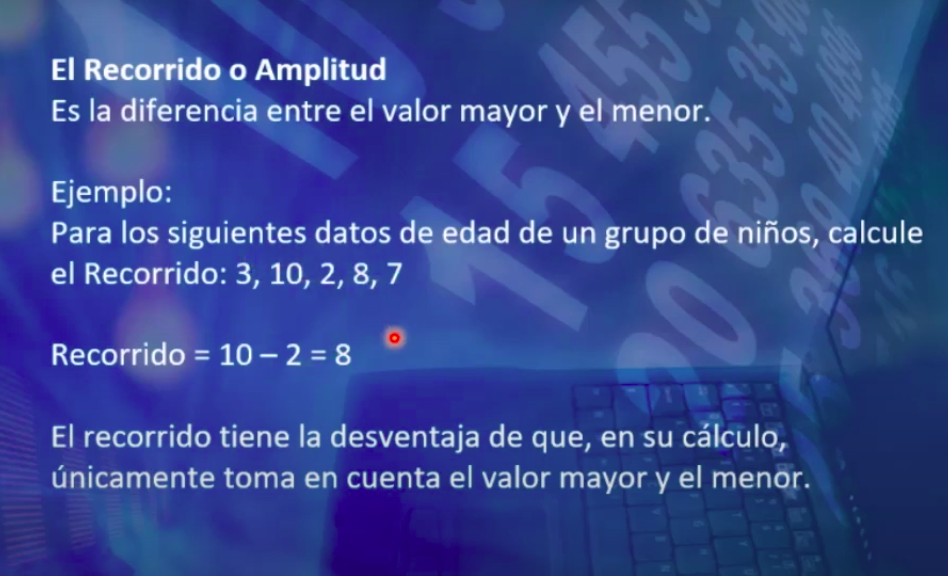 El Recorrido o Amplitud
Es la diferencia entre el valor mayor y el menor.
Ejemplo:
Para los siguientes datos de edad de un grupo de niños, calcule
el Recorrido: 3, 10, 2, 8, 7
Recorrido = 10 – 2 = 8
El recorrido tiene la desventaja de que, en su cálculo,
únicamente toma en cuenta el valor mayor y el menor.